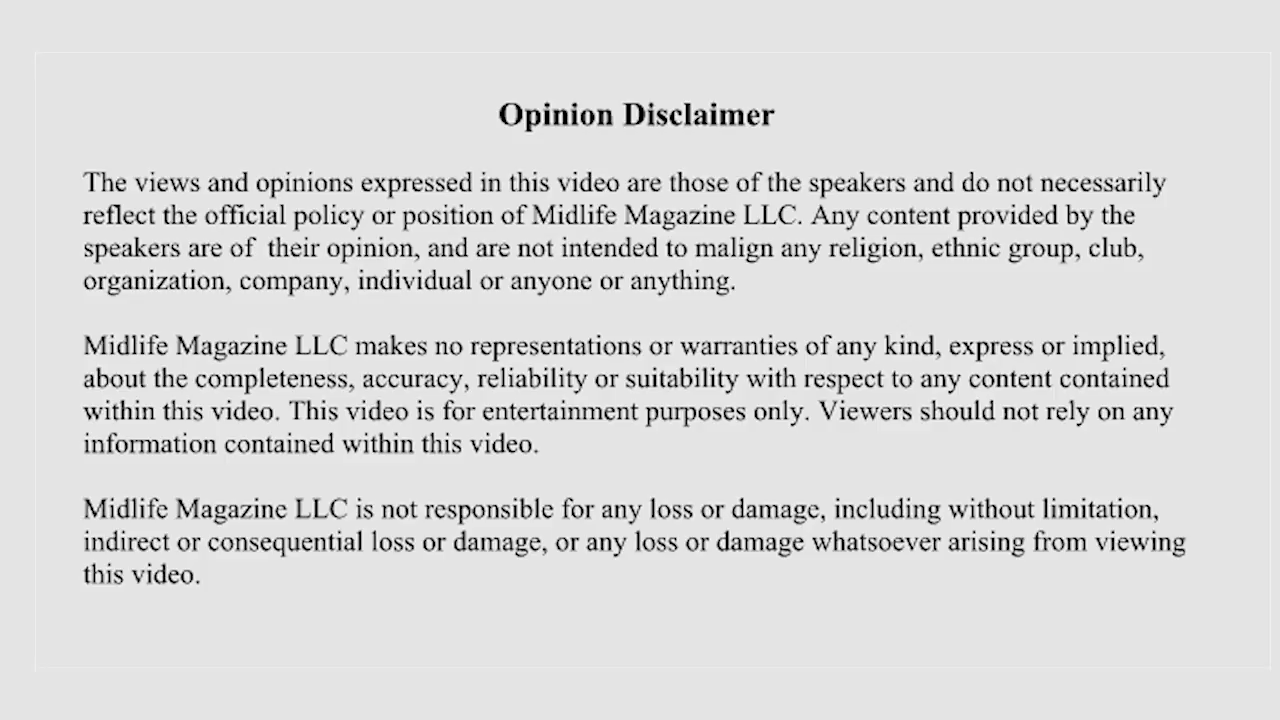 Opinion Disclaimer
The views and opinions expressed in this video are those of the speakers and do not necessarily
reflect the official policy or position of Midlife Magazine LLC. Any content provided by the
speakers are of  their opinion, and are not intended to malign any religion, ethnic group, club,
organization, company, individual or anyone or anything.
Midlife Magazine LLC makes no representations or warranties of any kind, express or implied,
about the completeness, accuracy, reliability or suitability with respect to any content contained
within this video. This video is for entertainment purposes only. Viewers should not rely on any
information contained within this video.
Midlife Magazine LLC is not responsible for any loss or damage, including without limitation,
indirect or consequential loss or damage, or any loss or damage whatsoever arising from viewing
this video.